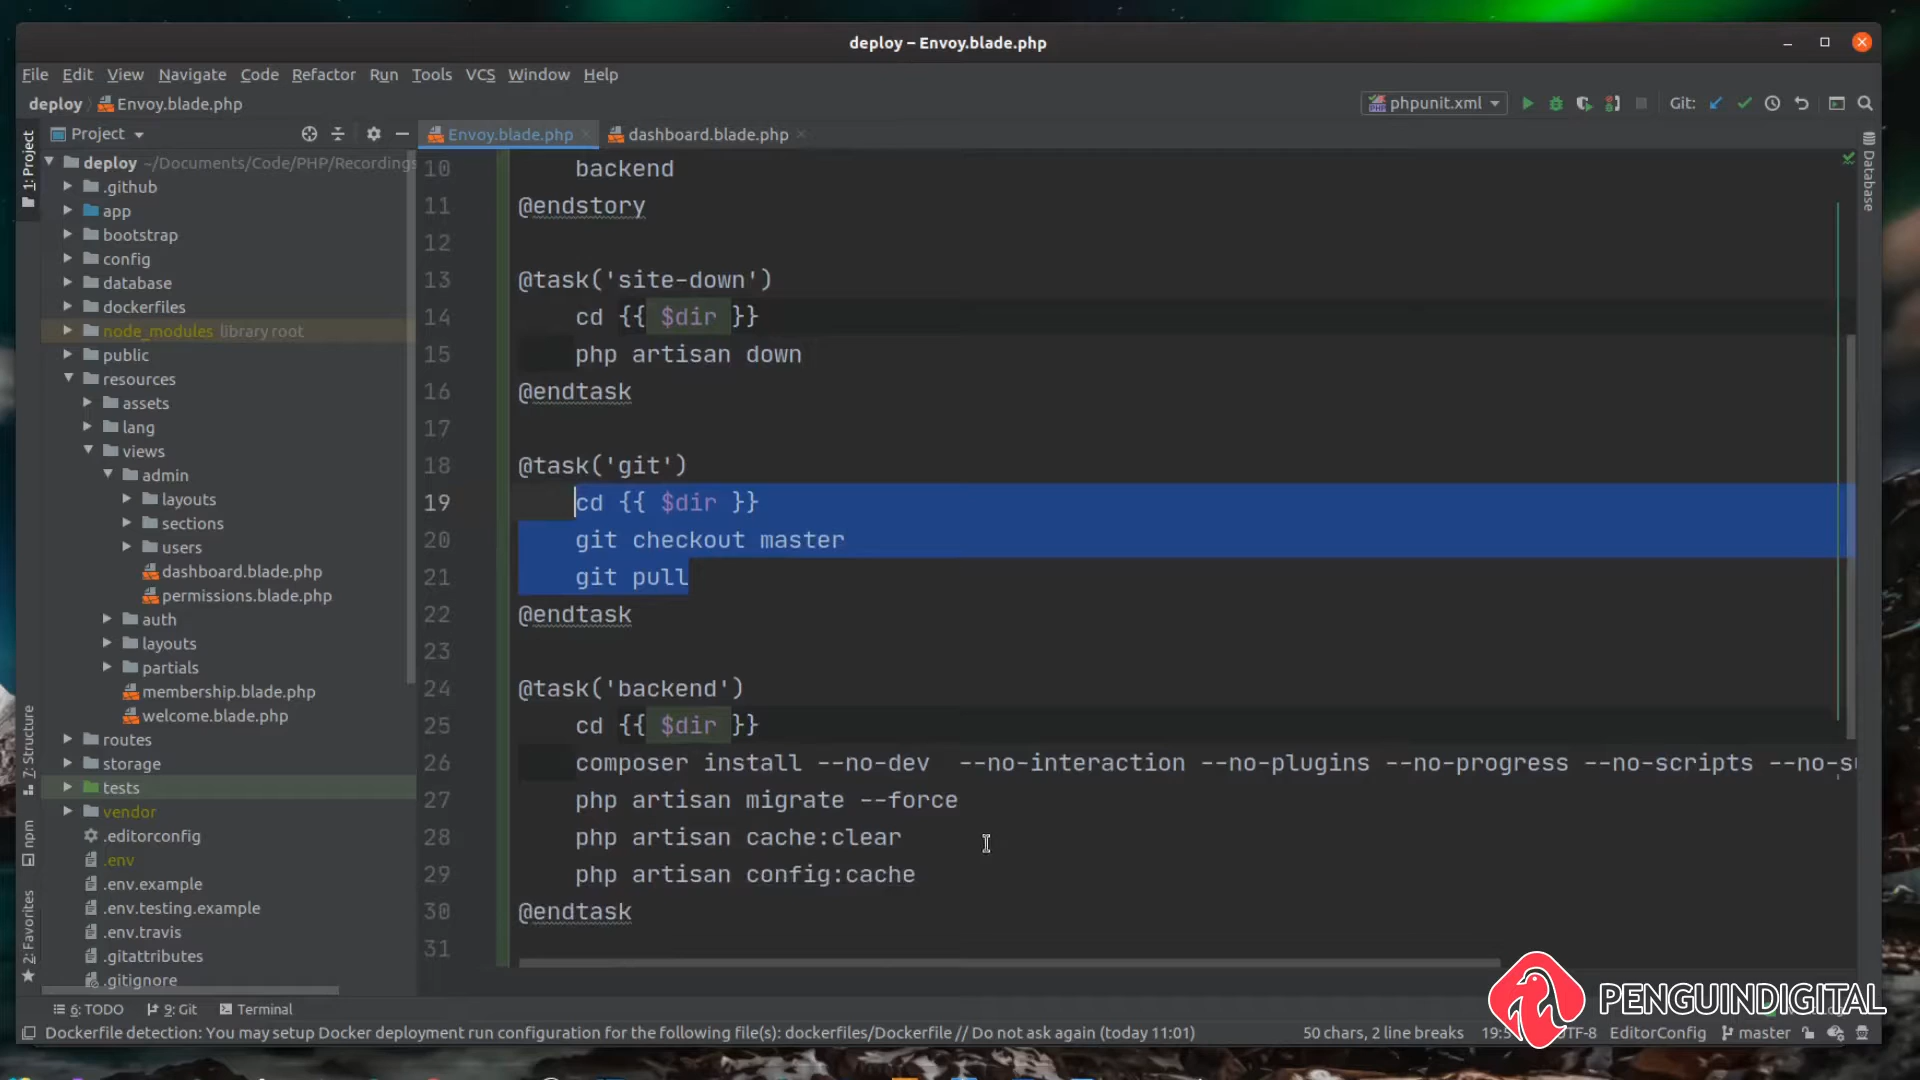 deploy – Envoy.blade.php
File Edit View Navigate Code Refactor Run Tools VCS Window Help
deploy Envoy.blade.php phpunit.xml Git:
Project Envoy.blade.php dashboard.blade.php
1: Project
Database
deploy ~/Documents/Code/PHP/Recordings
.github
app
bootstrap
config
database
dockerfiles
node_modules library root
public
resources
assets
lang
views
admin
layouts
sections
users
dashboard.blade.php
permissions.blade.php
auth
layouts
partials
membership.blade.php
welcome.blade.php
routes
storage
tests
vendor
.editorconfig
.env
.env.example
.env.testing.example
.env.travis
.gitattributes
.gitignore
7: Structure
npm
2: Favorites
10 backend
11 @endstory
12
13 @task('site-down')
14 cd {{ $dir }}
15 php artisan down
16 @endtask
17
18 @task('git')
19 cd {{ $dir }}
20 git checkout master
21 git pull
22 @endtask
23
24 @task('backend')
25 cd {{ $dir }}
26 composer install --no-dev --no-interaction --no-plugins --no-progress --no-scripts --no-s
27 php artisan migrate --force
28 php artisan cache:clear
29 php artisan config:cache
30 @endtask
31
PENGUINDIGITAL
6: TODO 9: Git Terminal
Dockerfile detection: You may setup Docker deployment run configuration for the following file(s): dockerfiles/Dockerfile // Do not ask again (today 11:01) 50 chars, 2 line breaks 19:5 TF-8 EditorConfig master